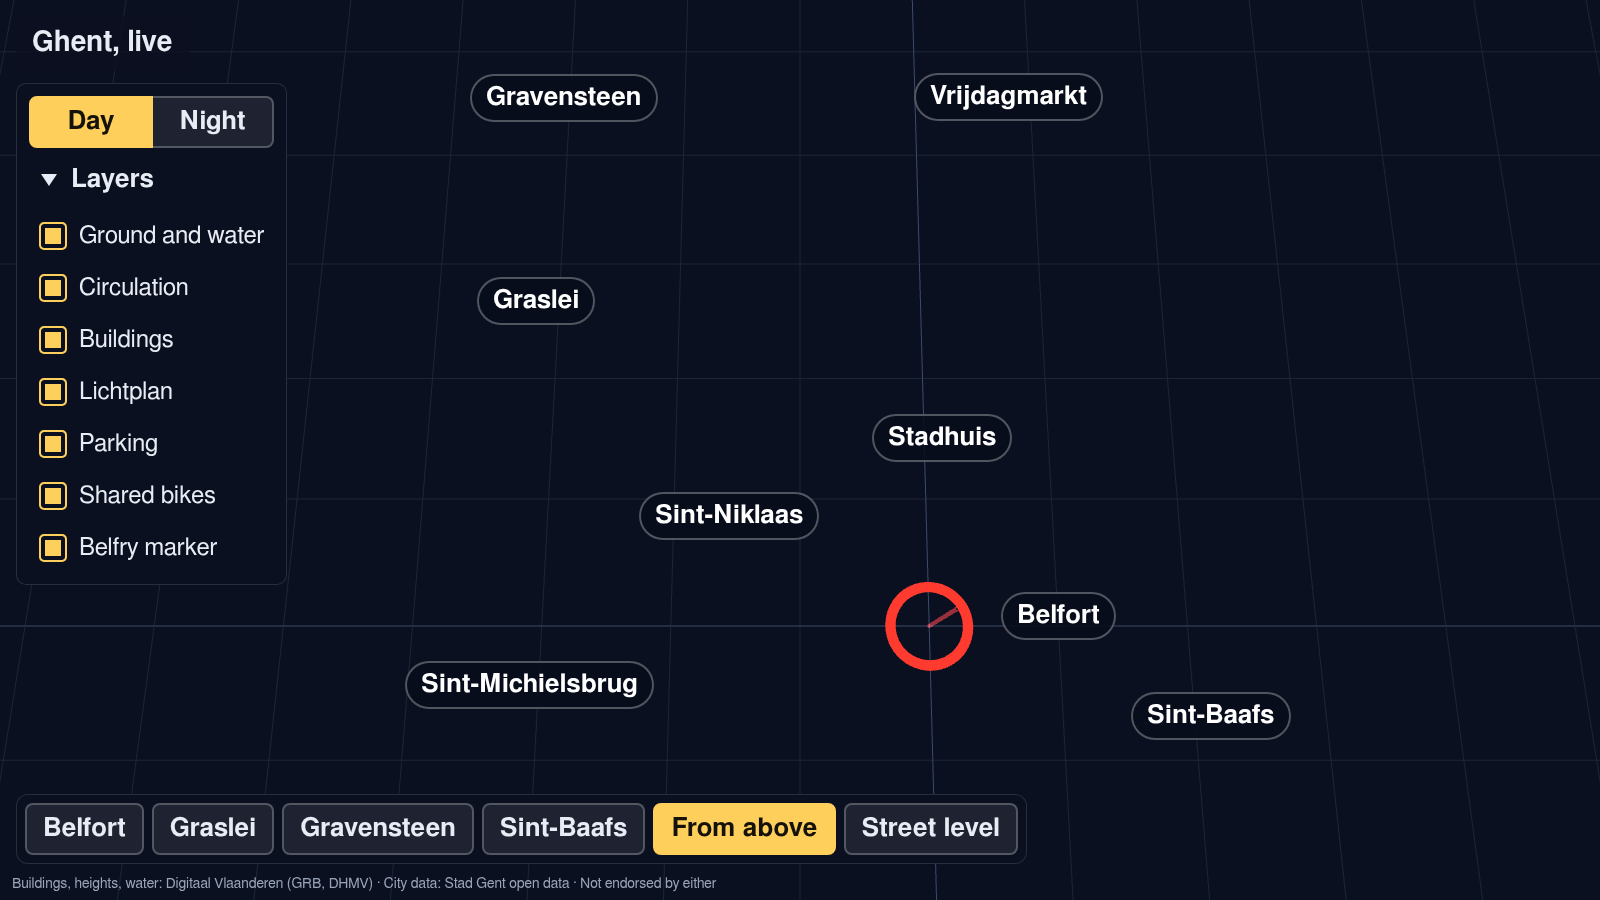 Ghent, live
Day
Night
Layers
Ground and water
Circulation
Buildings
Lichtplan
Parking
Shared bikes
Belfry marker
Gravensteen
Vrijdagmarkt
Graslei
Stadhuis
Sint-Niklaas
Belfort
Sint-Michielsbrug
Sint-Baafs
Belfort
Graslei
Gravensteen
Sint-Baafs
From above
Street level
Buildings, heights, water: Digitaal Vlaanderen (GRB, DHMV) · City data: Stad Gent open data · Not endorsed by either